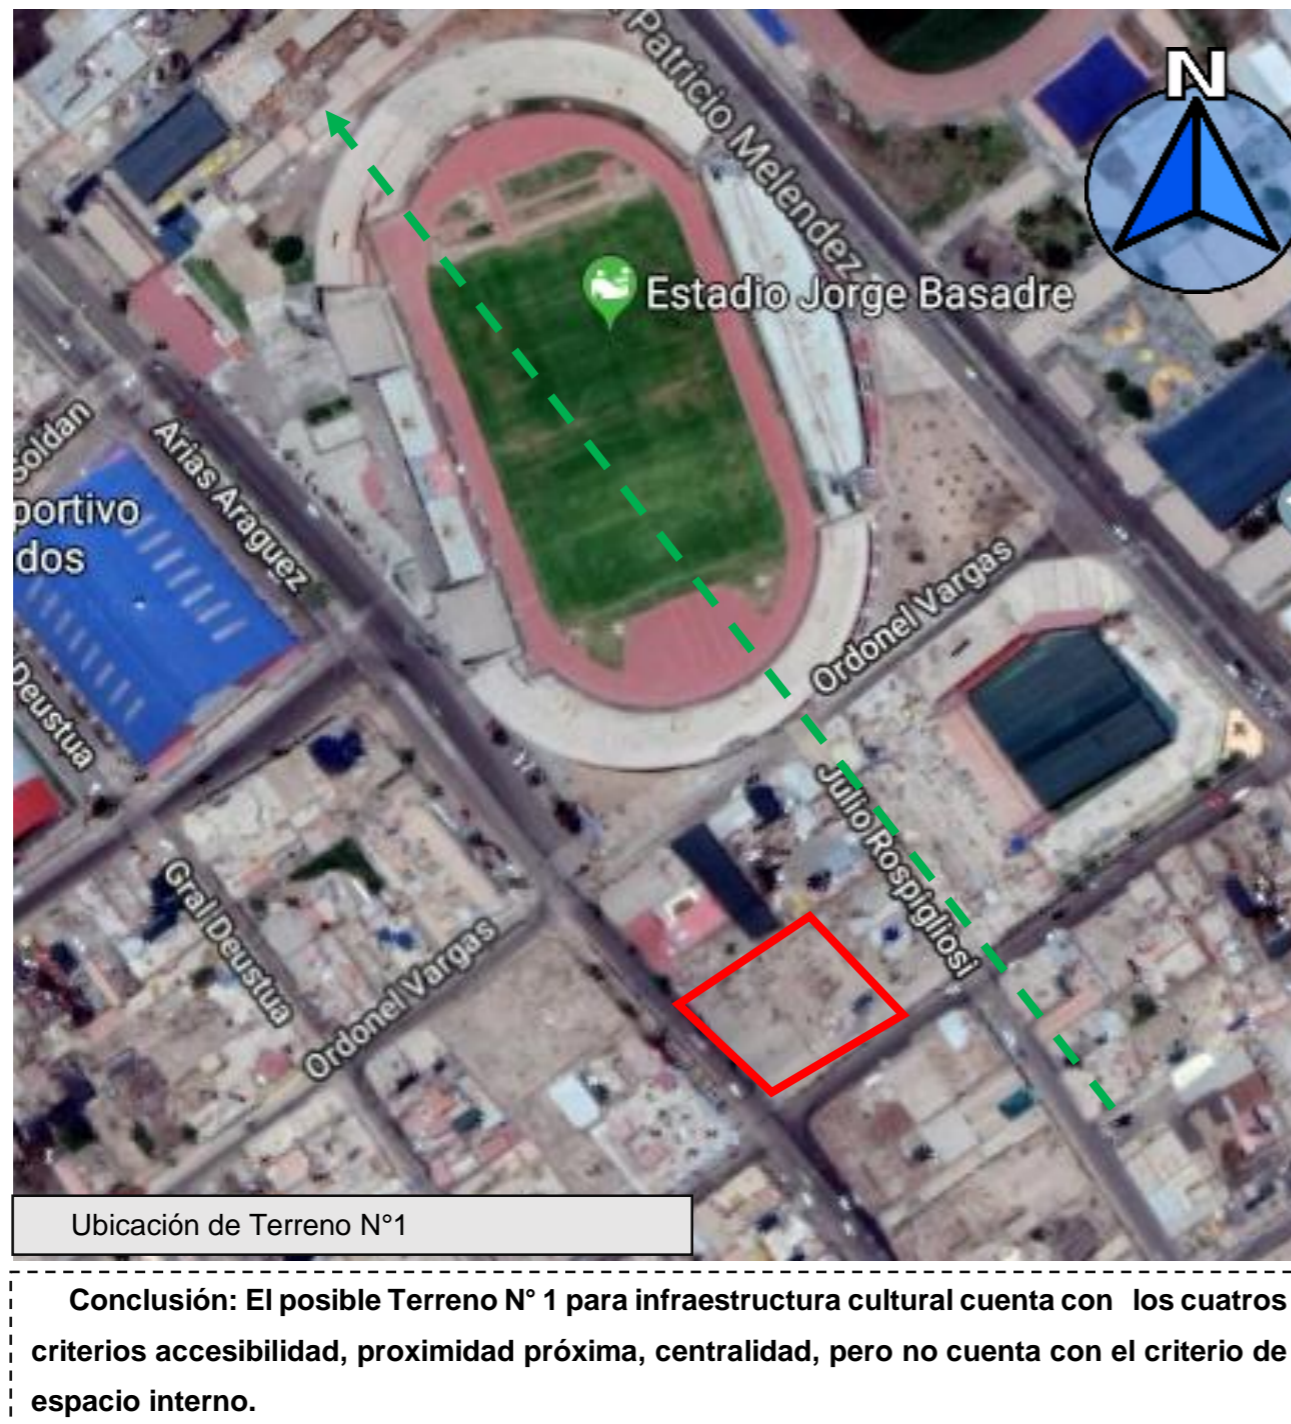 N
Patricio Melendez
Estadio Jorge Basadre
Soldan
Arias Araguez
portivo
dos
Ordonel Vargas
Deustua
Julio Rospigliosi
Gral Deustua
Ordonel Vargas
Ubicación de Terreno N°1
Conclusión: El posible Terreno N° 1 para infraestructura cultural cuenta con los cuatros
criterios accesibilidad, proximidad próxima, centralidad, pero no cuenta con el criterio de
espacio interno.